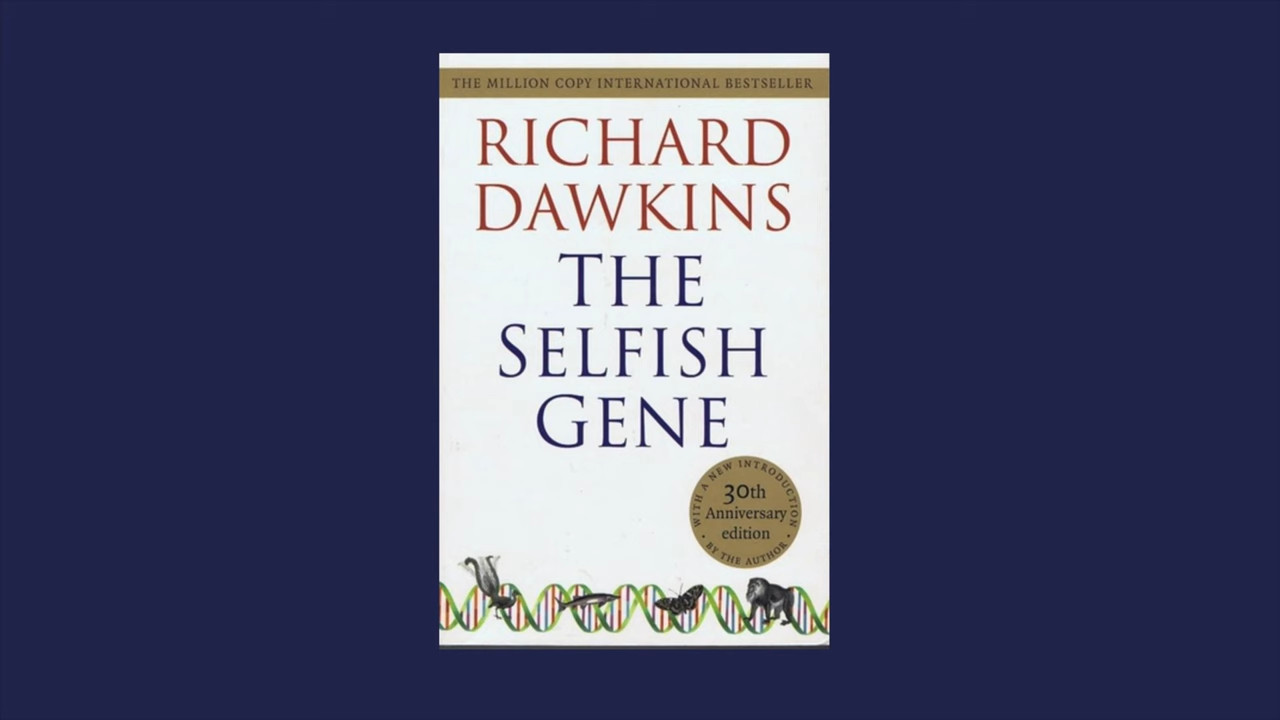 THE MILLION COPY INTERNATIONAL BESTSELLER
RICHARD
DAWKINS
THE
SELFISH
GENE
WITH A NEW INTRODUCTION
30th
Anniversary
edition
• BY THE AUTHOR •